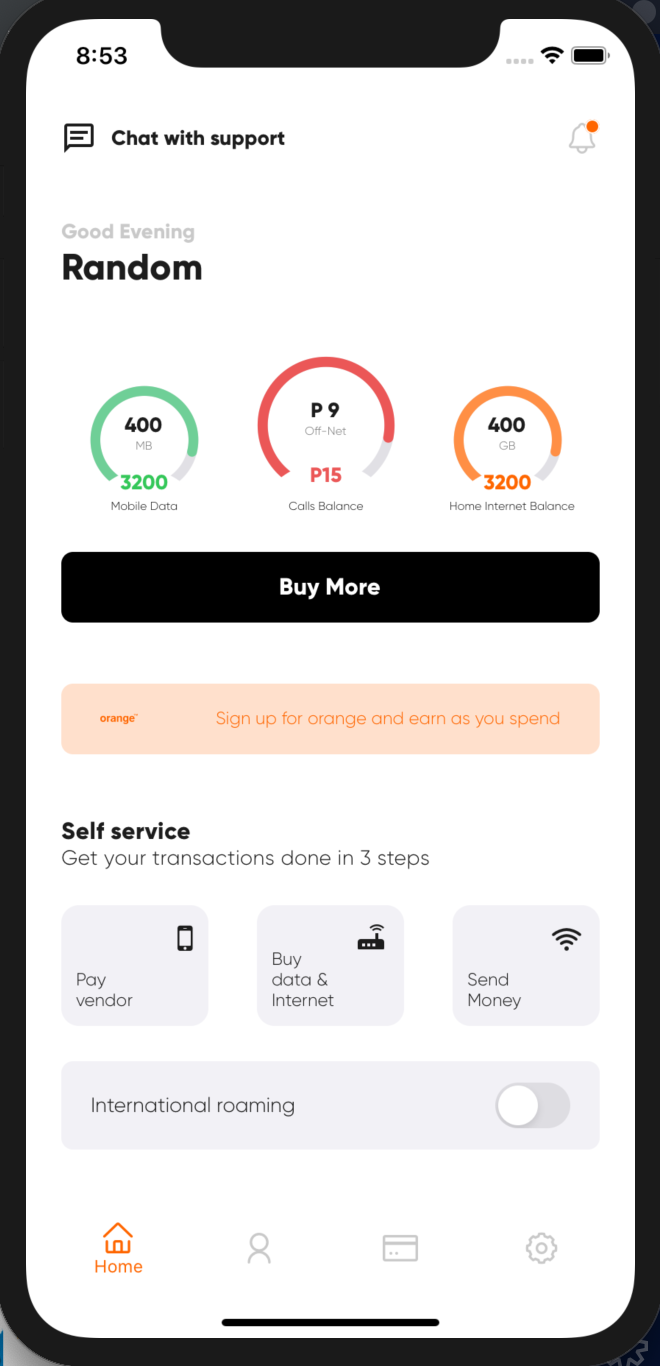 8:53
Chat with support
Good Evening
Random
400
MB
3200
Mobile Data
P 9
Off-Net
P15
Calls Balance
400
GB
3200
Home Internet Balance
Buy More
orange™
Sign up for orange and earn as you spend
Self service
Get your transactions done in 3 steps
Pay
vendor
Buy
data &
Internet
Send
Money
International roaming
Home